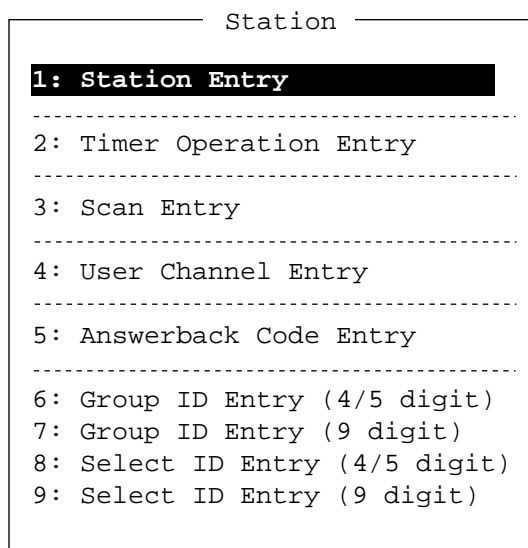 Station
1: Station Entry
2: Timer Operation Entry
3: Scan Entry
4: User Channel Entry
5: Answerback Code Entry
6: Group ID Entry (4/5 digit)
7: Group ID Entry (9 digit)
8: Select ID Entry (4/5 digit)
9: Select ID Entry (9 digit)